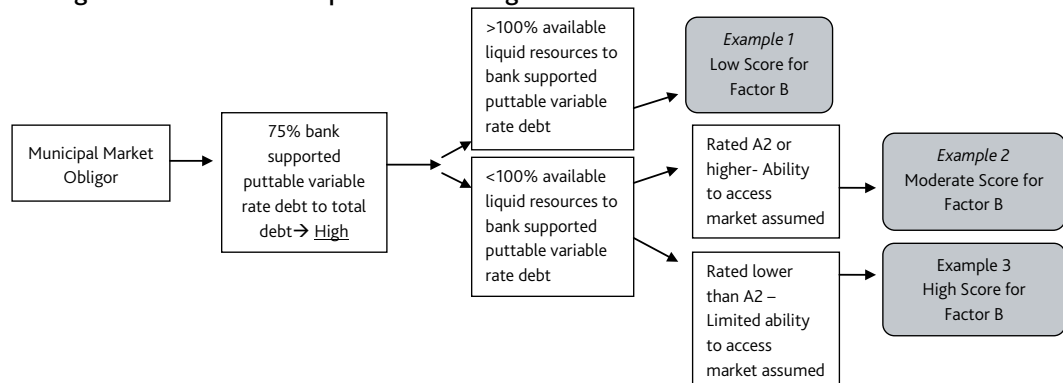 Municipal Market
Obligor
75% bank
supported
puttable variable
rate debt to total
debt→ High
>100% available
liquid resources to
bank supported
puttable variable
rate debt
<100% available
liquid resources to
bank supported
puttable variable
rate debt
Example 1
Low Score for
Factor B
Rated A2 or
higher- Ability
to access
market assumed
Example 2
Moderate Score for
Factor B
Rated lower
than A2 –
Limited ability
to access
market assumed
Example 3
High Score for
Factor B